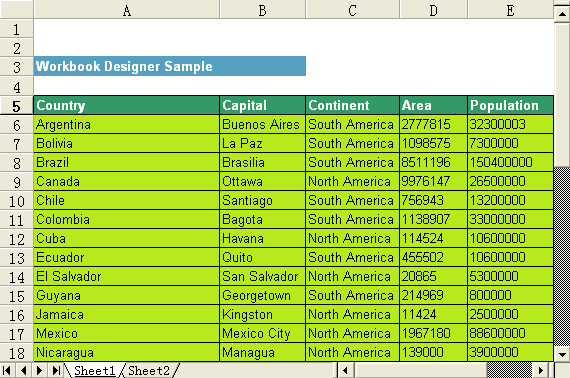 A B C D E
1
2
3 Workbook Designer Sample
4
5 Country Capital Continent Area Population
6 Argentina Buenos Aires South America 2777815 32300003
7 Bolivia La Paz South America 1098575 7300000
8 Brazil Brasilia South America 8511196 150400000
9 Canada Ottawa North America 9976147 26500000
10 Chile Santiago South America 756943 13200000
11 Colombia Bagota South America 1138907 33000000
12 Cuba Havana North America 114524 10600000
13 Ecuador Quito South America 455502 10600000
14 El Salvador San Salvador North America 20865 5300000
15 Guyana Georgetown South America 214969 800000
16 Jamaica Kingston North America 11424 2500000
17 Mexico Mexico City North America 1967180 88600000
18 Nicaragua Managua North America 139000 3900000
Sheet1 Sheet2